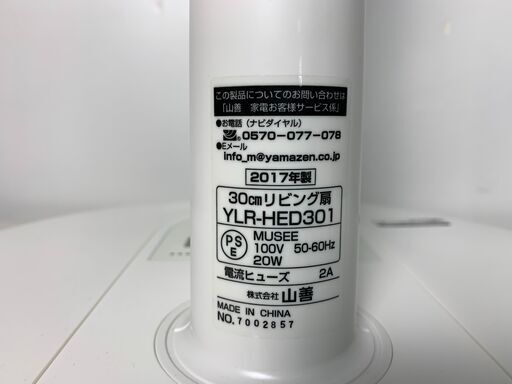 この製品についてのお問い合わせは
「山善 家電お客様サービス係」
●お電話（ナビダイヤル）
0570-077-078
●Eメール
info_m@yamazen.co.jp
2017年製
30cmリビング扇
YLR-HED301
PSE
MUSEE
100V 50-60Hz
20W
電流ヒューズ 2A
株式会社 山善
MADE IN CHINA
NO. 7002857